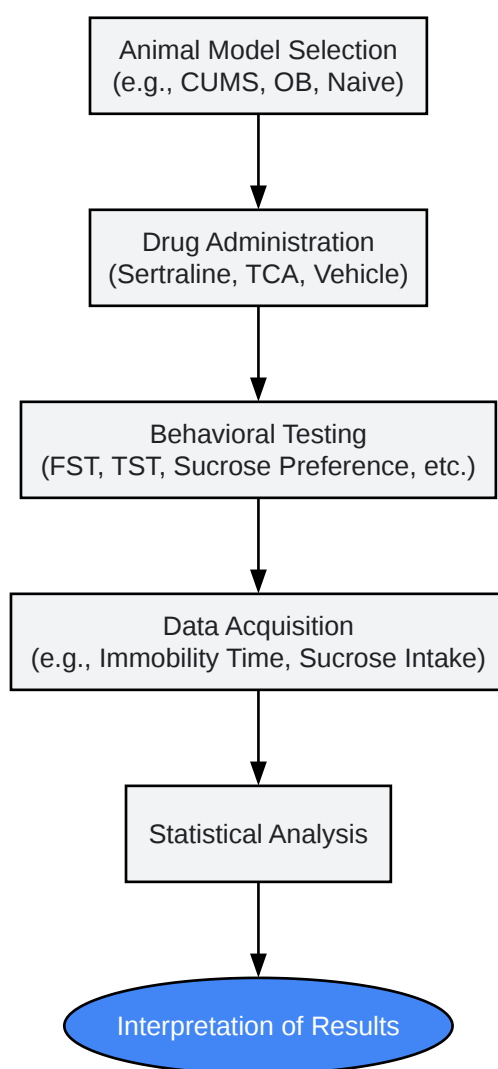 Animal Model Selection
(e.g., CUMS, OB, Naive)
Drug Administration
(Sertraline, TCA, Vehicle)
Behavioral Testing
(FST, TST, Sucrose Preference, etc.)
Data Acquisition
(e.g., Immobility Time, Sucrose Intake)
Statistical Analysis
Interpretation of Results